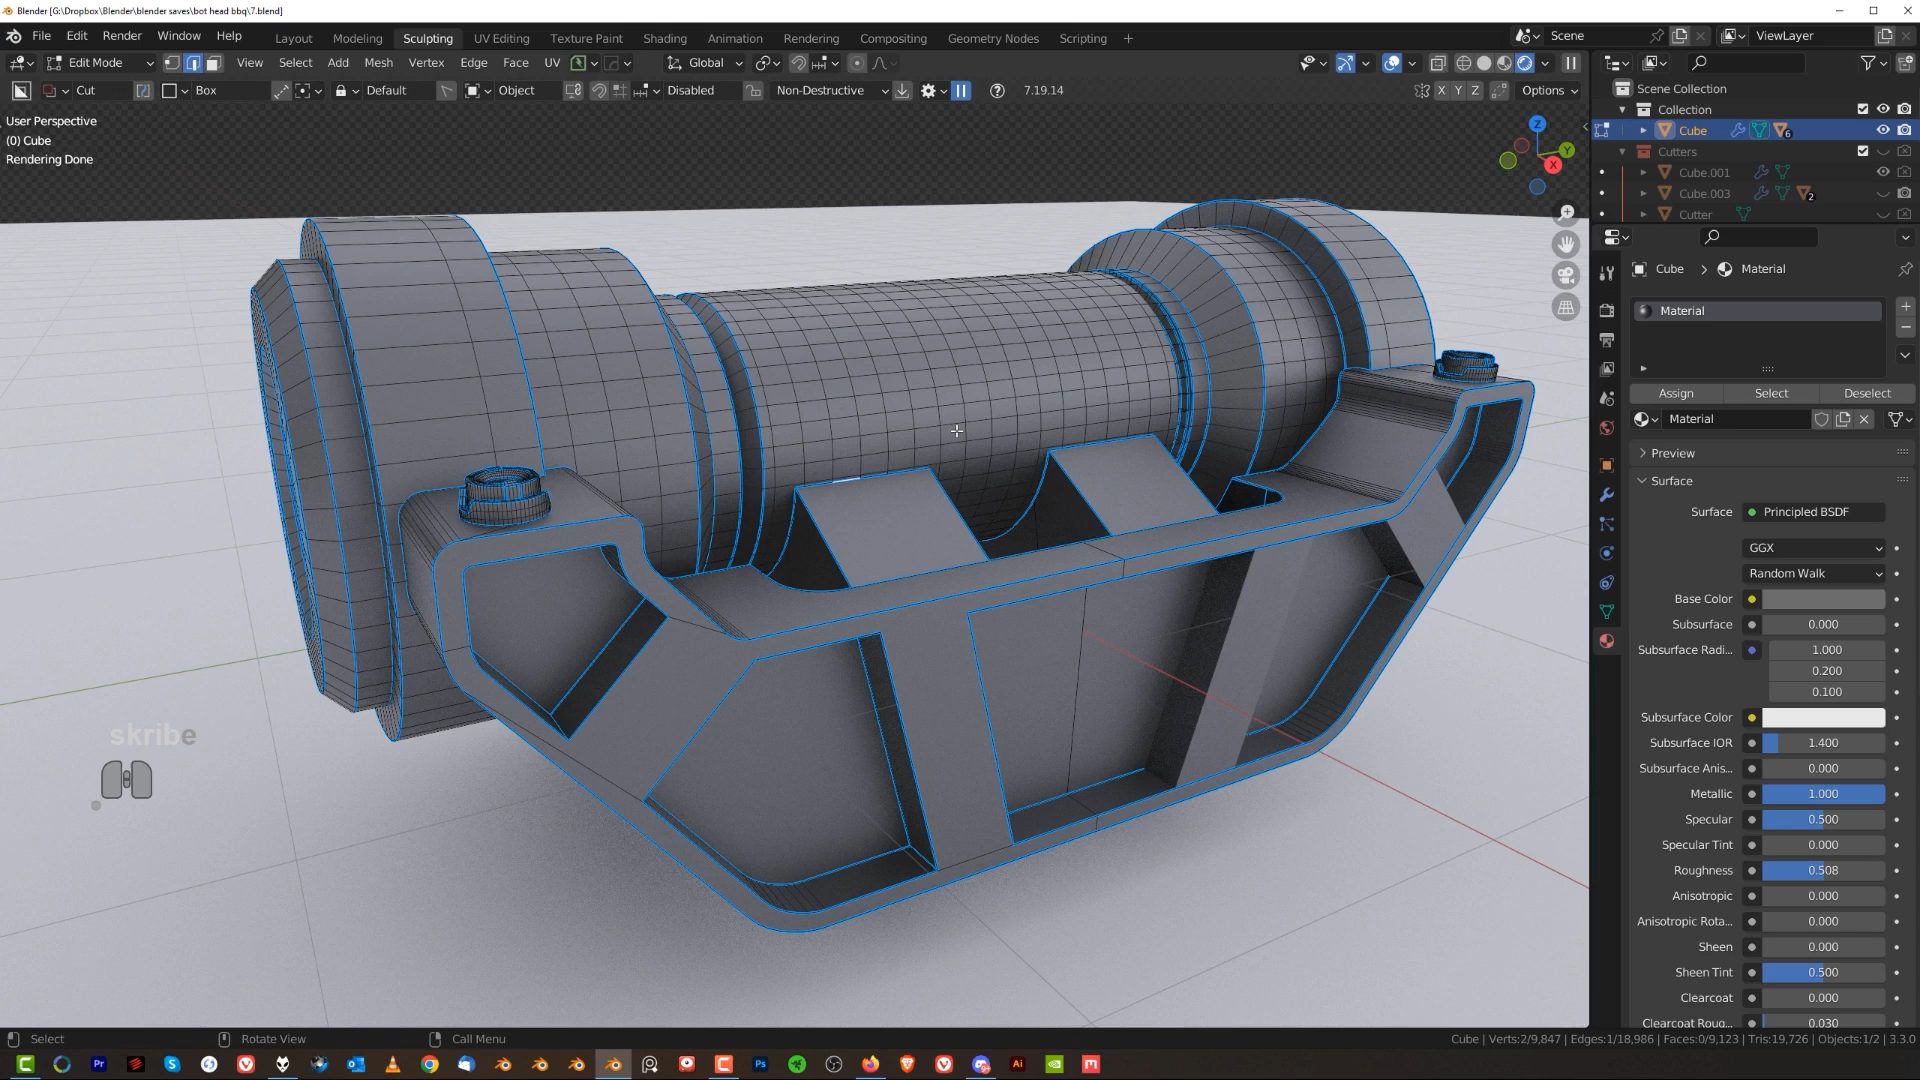 Blender [G:\Dropbox\Blender\blender saves\bot head bbq\7.blend]
File Edit Render Window Help Layout Modeling Sculpting UV Editing Texture Paint Shading Animation Rendering Compositing Geometry Nodes Scripting + Scene ViewLayer
Edit Mode View Select Add Mesh Vertex Edge Face UV Global
Cut Box Default Object Disabled Non-Destructive 7.19.14 X Y Z Options
User Perspective
(0) Cube
Rendering Done
Z
Y
X
skribe
Scene Collection
Collection
Cube 6
Cutters
Cube.001
Cube.003 2
Cutter
Cube > Material
Material
Assign Select Deselect
Material
Preview
Surface
Surface Principled BSDF
GGX
Random Walk
Base Color
Subsurface 0.000
Subsurface Radi... 1.000
0.200
0.100
Subsurface Color
Subsurface IOR 1.400
Subsurface Anis... 0.000
Metallic 1.000
Specular 0.500
Specular Tint 0.000
Roughness 0.508
Anisotropic 0.000
Anisotropic Rota... 0.000
Sheen 0.000
Sheen Tint 0.500
Clearcoat 0.000
Clearcoat Roug... 0.030
Select Rotate View Call Menu Cube | Verts:2/9,847 | Edges:1/18,986 | Faces:0/9,123 | Tris:19,726 | Objects:1/2 | 3.3.0
Pr Ps Ai